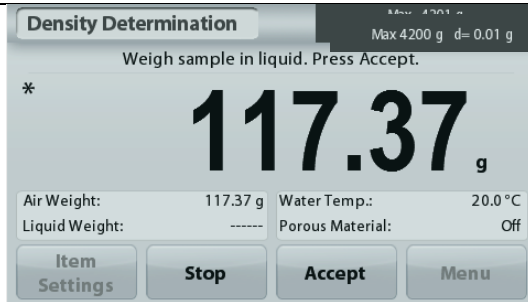 Density Determination
Max 4200 g d= 0.01 g
Weigh sample in liquid. Press Accept.
*
117.37 g
Air Weight: 117.37 g Water Temp.: 20.0 °C
Liquid Weight: ------ Porous Material: Off
Item Settings
Stop
Accept
Menu